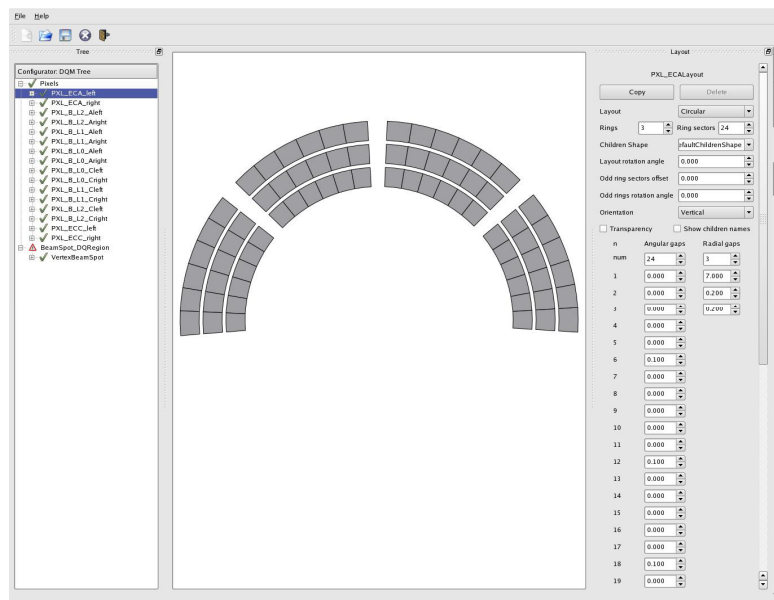 File Help
Tree
Layout
Configurator: DQM Tree
Pixels
PXL_ECA_left
PXL_ECA_right
PXL_B_L2_Aleft
PXL_B_L2_Aright
PXL_B_L1_Aleft
PXL_B_L1_Aright
PXL_B_L0_Aleft
PXL_B_L0_Aright
PXL_B_L0_Cleft
PXL_B_L0_Cright
PXL_B_L1_Cleft
PXL_B_L1_Cright
PXL_B_L2_Cleft
PXL_B_L2_Cright
PXL_ECC_left
PXL_ECC_right
BeamSpot_DQRegion
VertexBeamSpot
PXL_ECALayout
Copy Delete
Layout Circular
Rings 3 Ring sectors 24
Children Shape efaultChildrenShape
Layout rotation angle 0.000
Odd ring sectors offset 0.000
Odd rings rotation angle 0.000
Orientation Vertical
Transparency Show children names
n Angular gaps Radial gaps
num 24 3
1 0.000 7.000
2 0.000 0.200
3 0.000 0.200
4 0.000
5 0.000
6 0.100
7 0.000
8 0.000
9 0.000
10 0.000
11 0.000
12 0.100
13 0.000
14 0.000
15 0.000
16 0.000
17 0.000
18 0.100
19 0.000